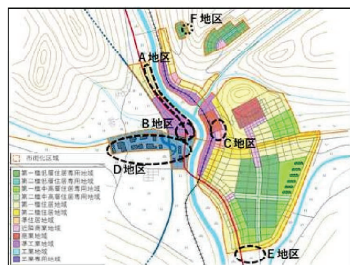 F 地区
A 地区
B 地区
C 地区
D 地区
E 地区
市街化区域
第一種低層住居専用地域
第二種低層住居専用地域
第一種中高層住居専用地域
第二種中高層住居専用地域
第一種住居地域
第二種住居地域
準住居地域
近隣商業地域
商業地域
準工業地域
工業地域
工業専用地域